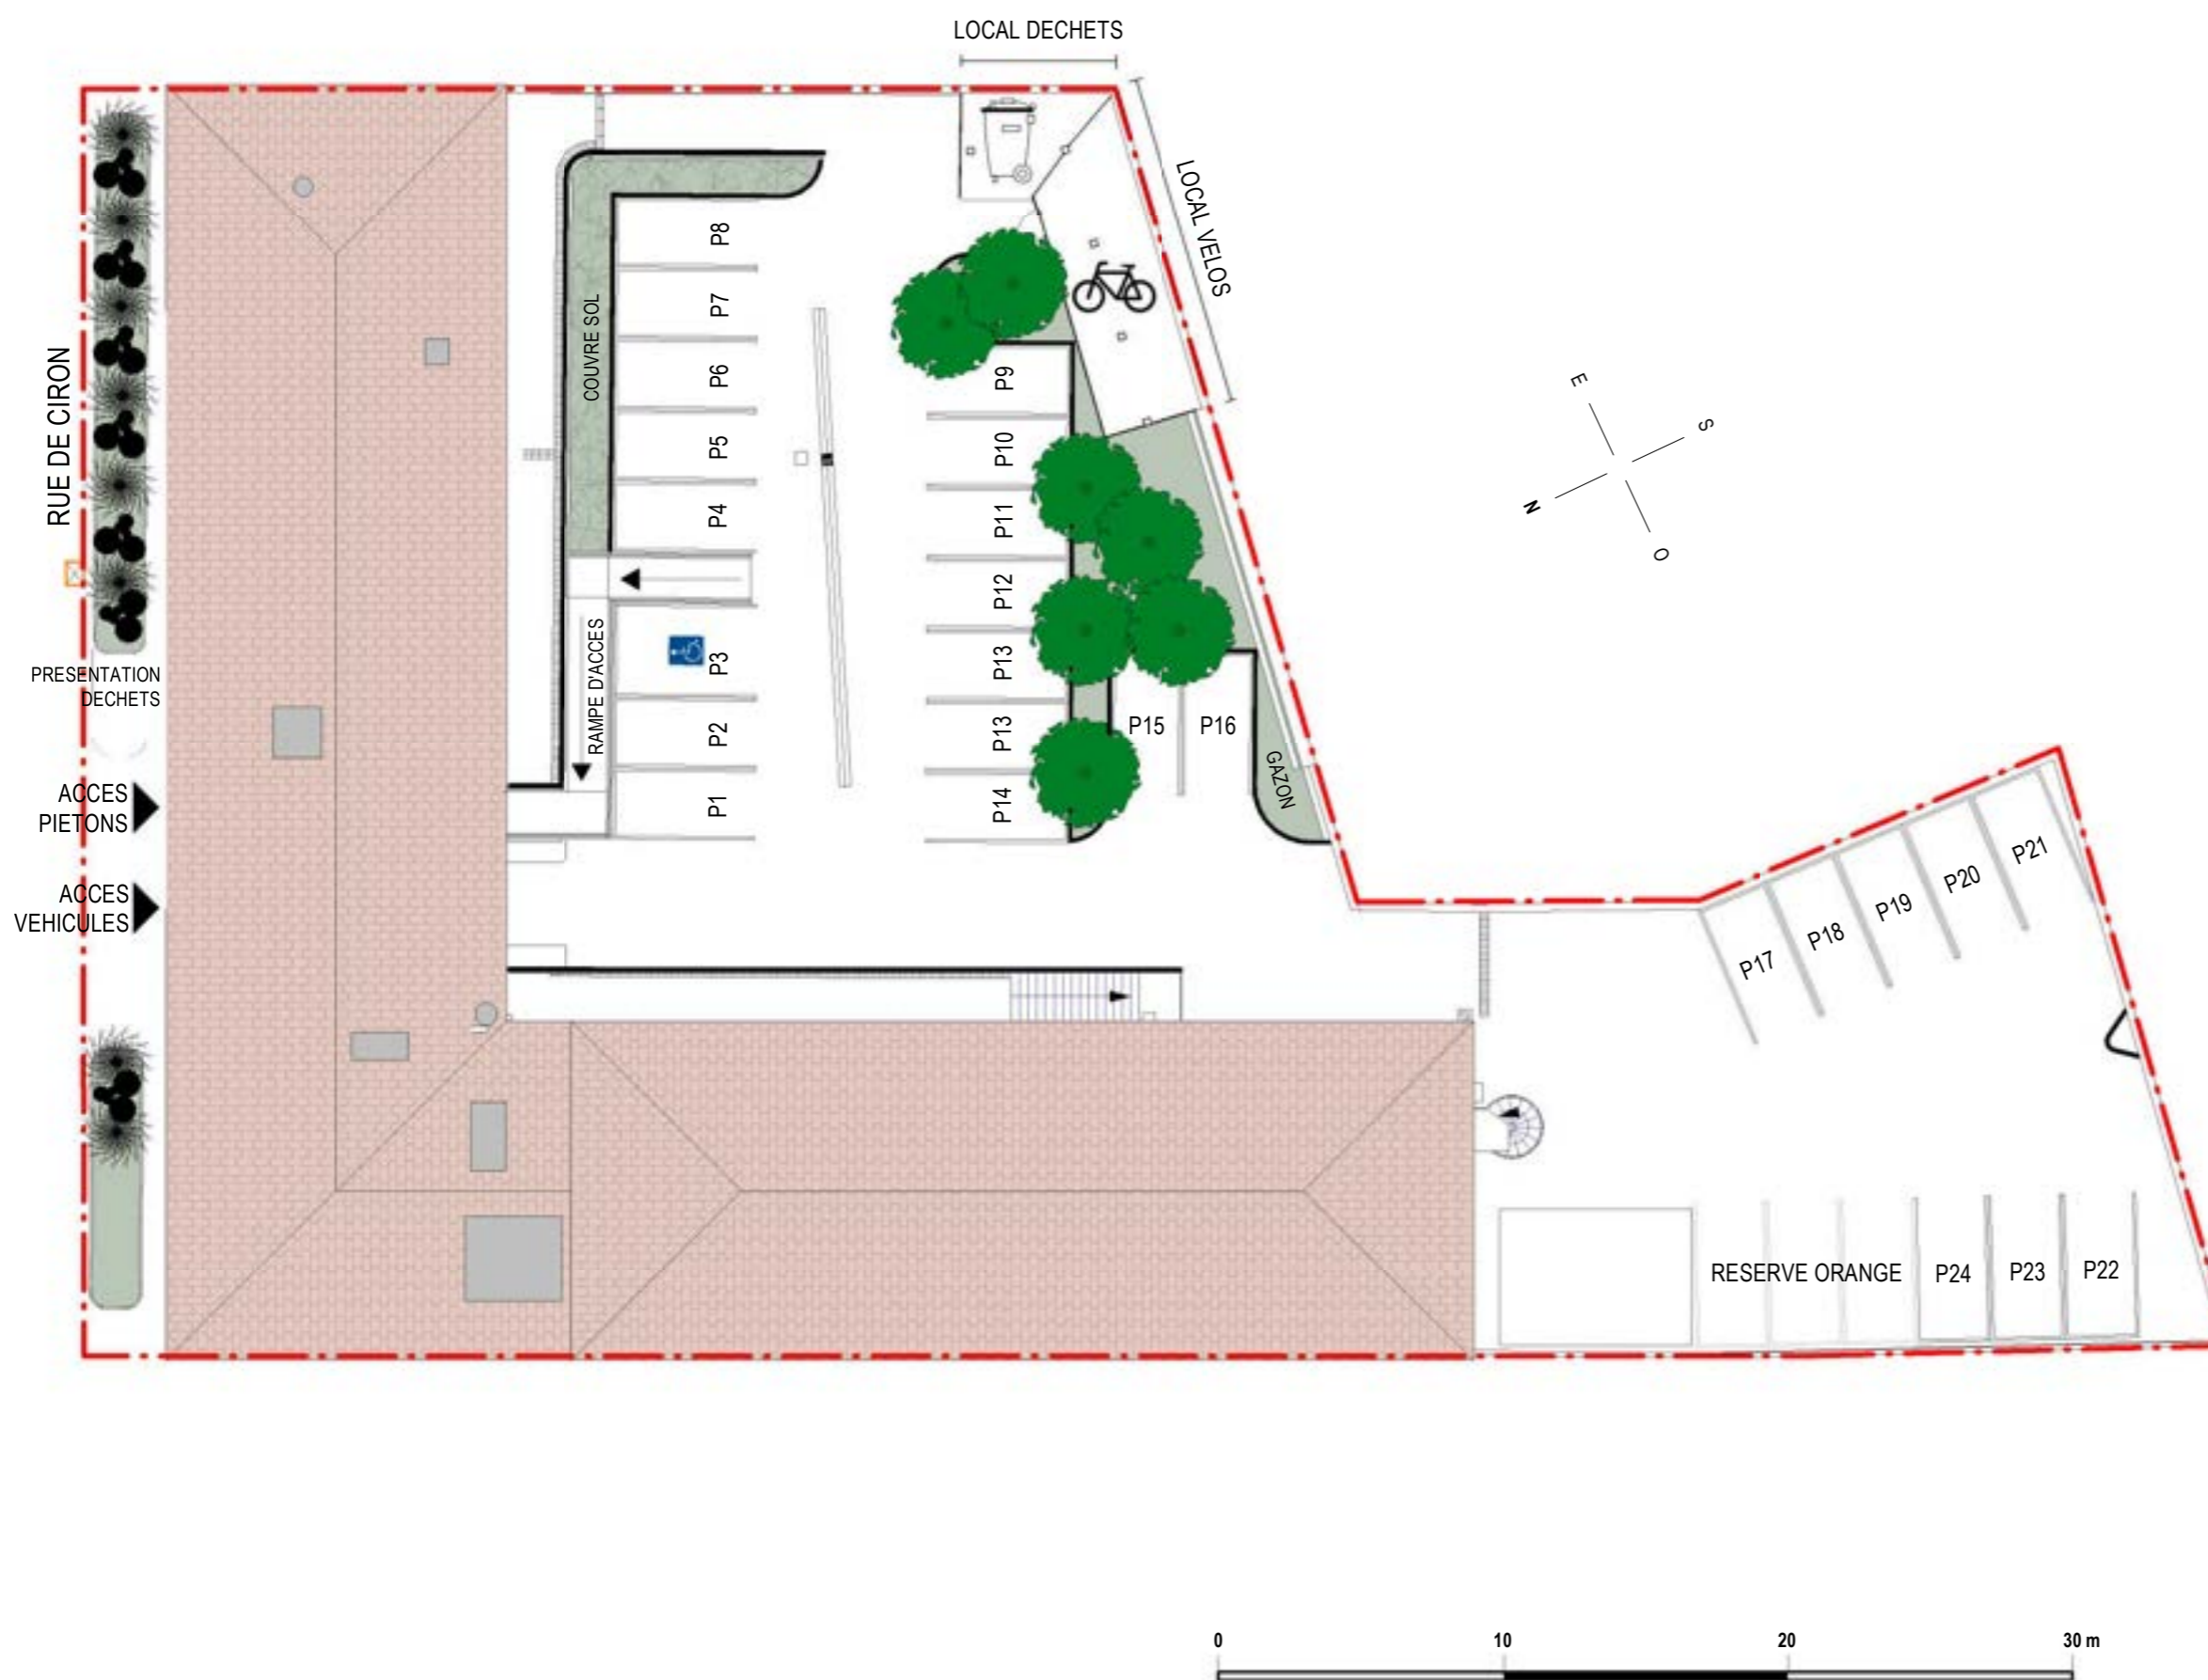 LOCAL DECHETS
LOCAL VELOS
RUE DE CIRON
COUVRE SOL
P8
P7
P6
P5
P4
P3
P2
P1
RAMPE D'ACCES
P9
P10
P11
P12
P13
P13
P14
P15
P16
GAZON
E
S
N
O
PRESENTATION
DECHETS
ACCES
PIETONS
ACCES
VEHICULES
P17
P18
P19
P20
P21
RESERVE ORANGE
P24
P23
P22
0
10
20
30 m